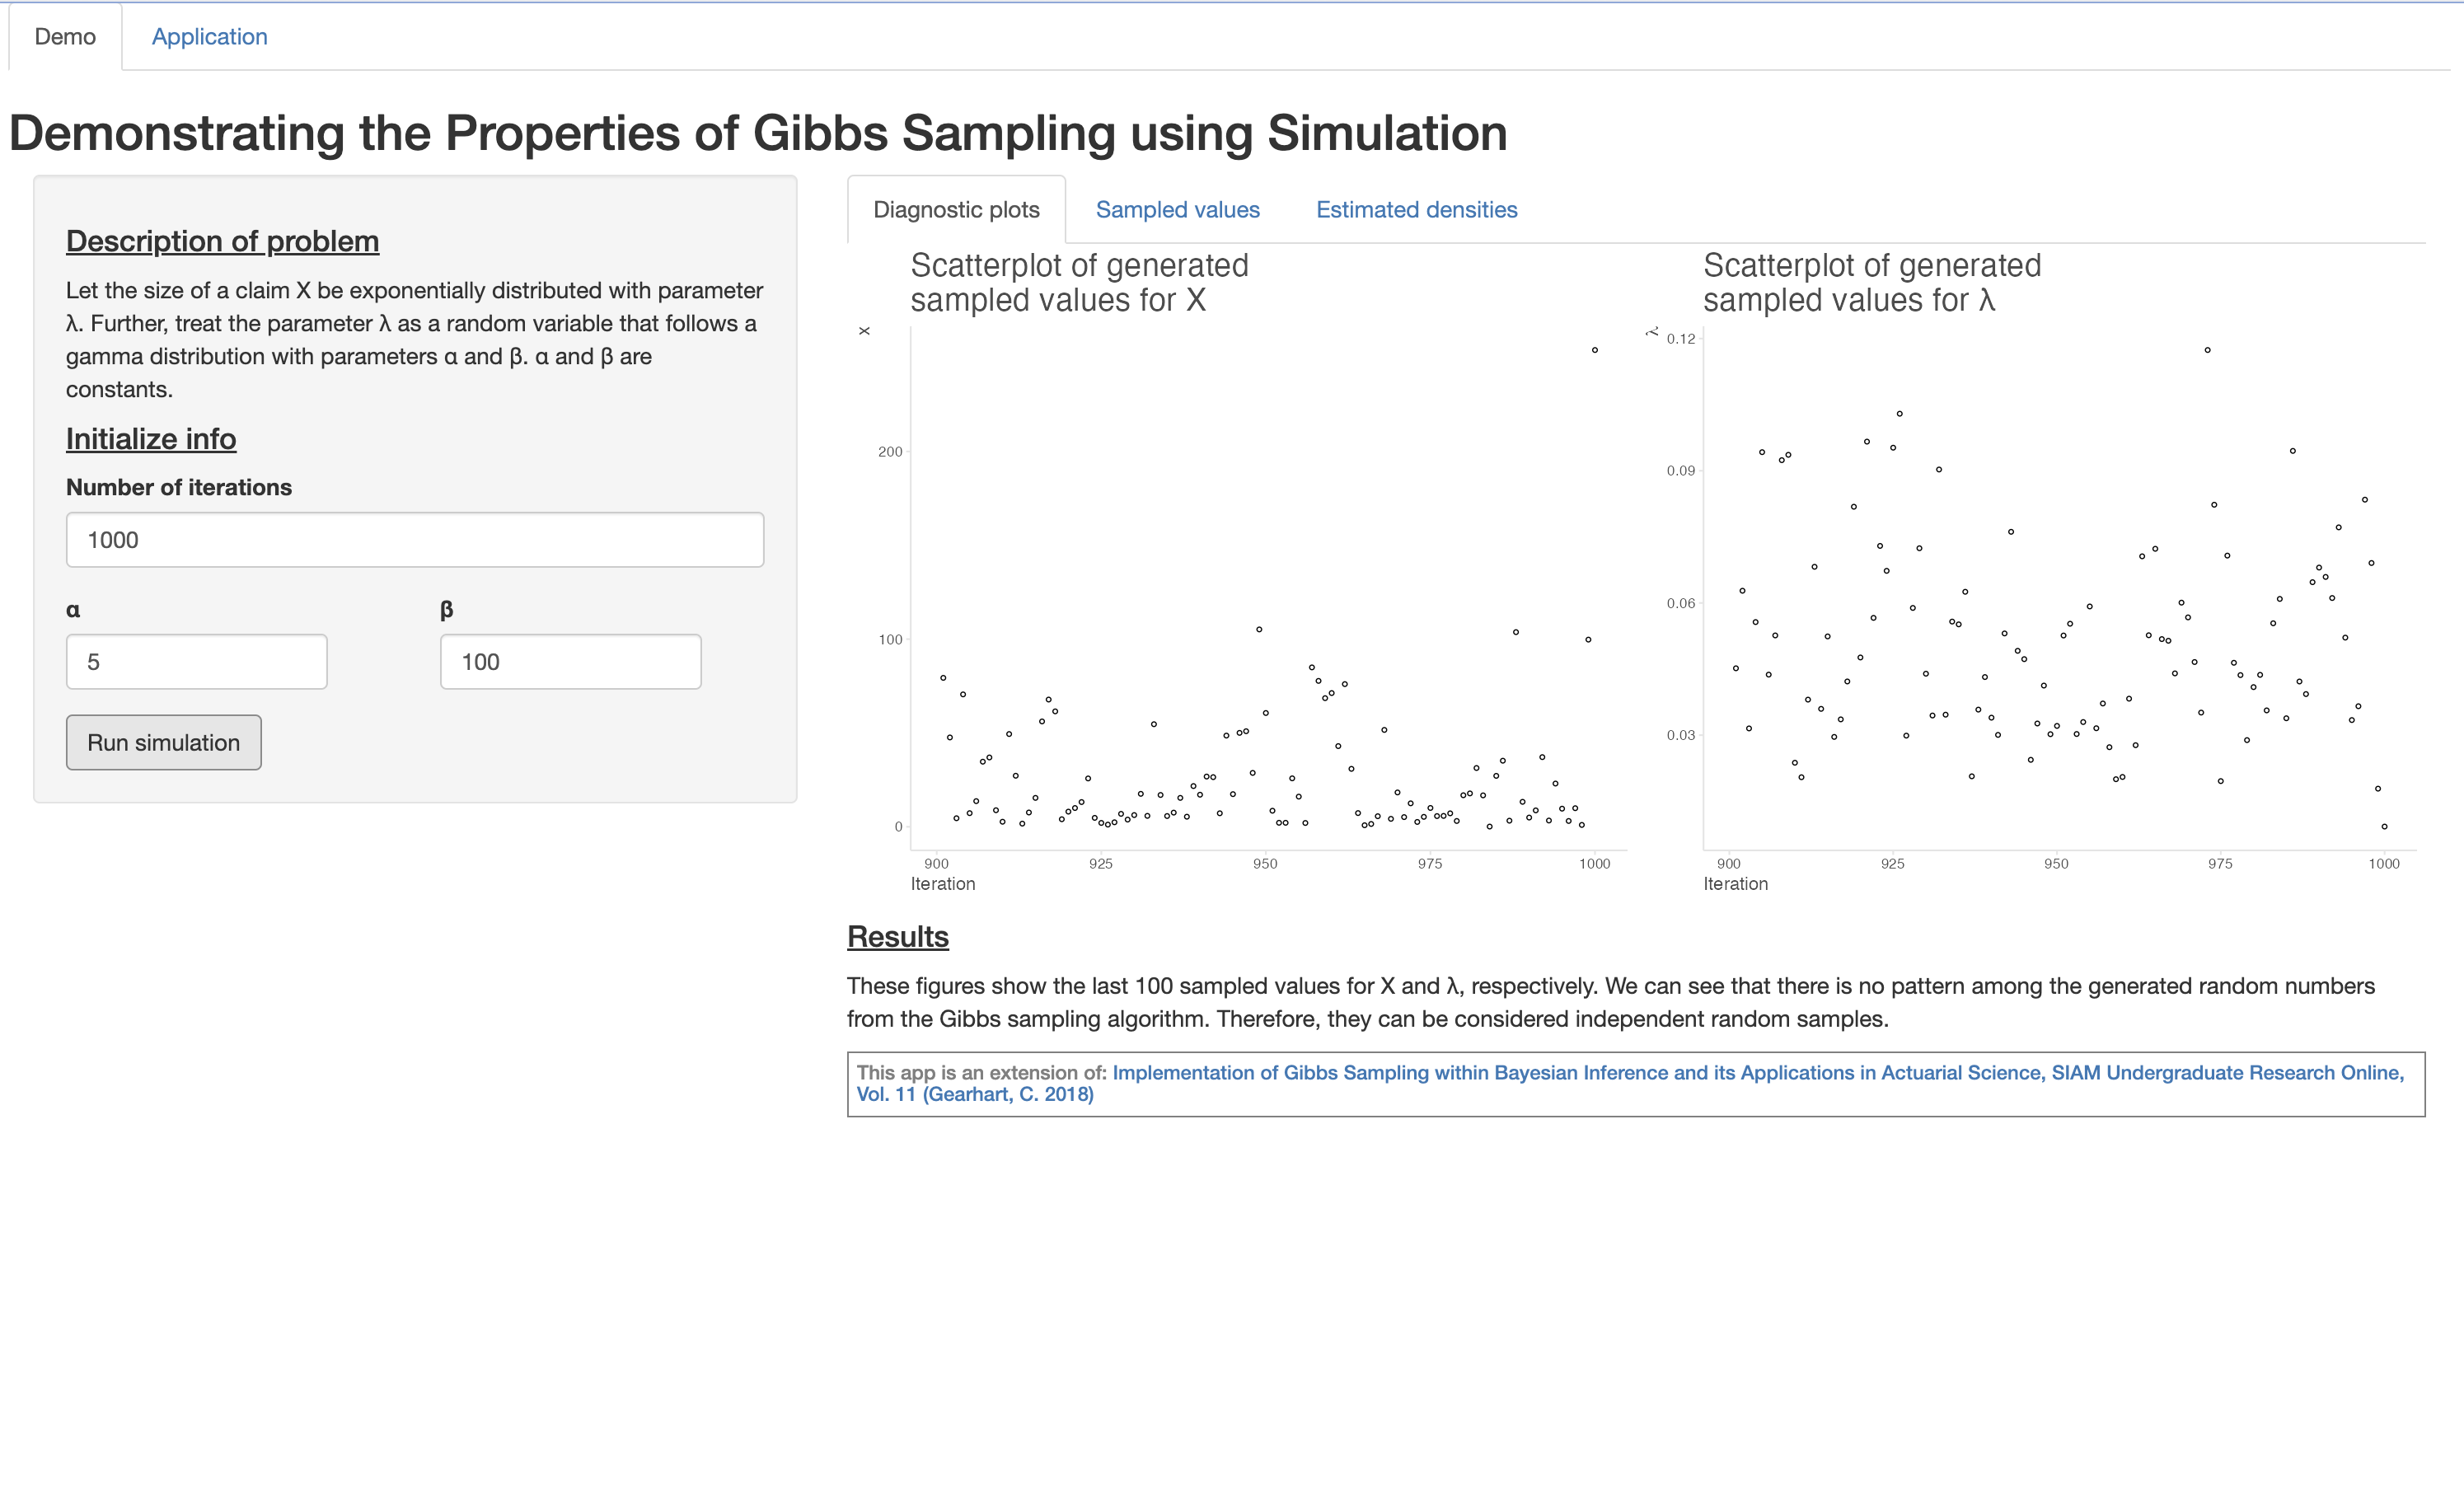 Demo
Application
Demonstrating the Properties of Gibbs Sampling using Simulation
Description of problem
Let the size of a claim X be exponentially distributed with parameter
λ. Further, treat the parameter λ as a random variable that follows a
gamma distribution with parameters α and β. α and β are
constants.
Initialize info
Number of iterations
1000
α
β
5
100
Run simulation
Diagnostic plots
Sampled values
Estimated densities
Scatterplot of generated
sampled values for X
x
200
100
0
900
925
950
975
1000
Iteration
Scatterplot of generated
sampled values for λ
λ
0.12
0.09
0.06
0.03
900
925
950
975
1000
Iteration
Results
These figures show the last 100 sampled values for X and λ, respectively. We can see that there is no pattern among the generated random numbers
from the Gibbs sampling algorithm. Therefore, they can be considered independent random samples.
This app is an extension of: Implementation of Gibbs Sampling within Bayesian Inference and its Applications in Actuarial Science, SIAM Undergraduate Research Online,
Vol. 11 (Gearhart, C. 2018)